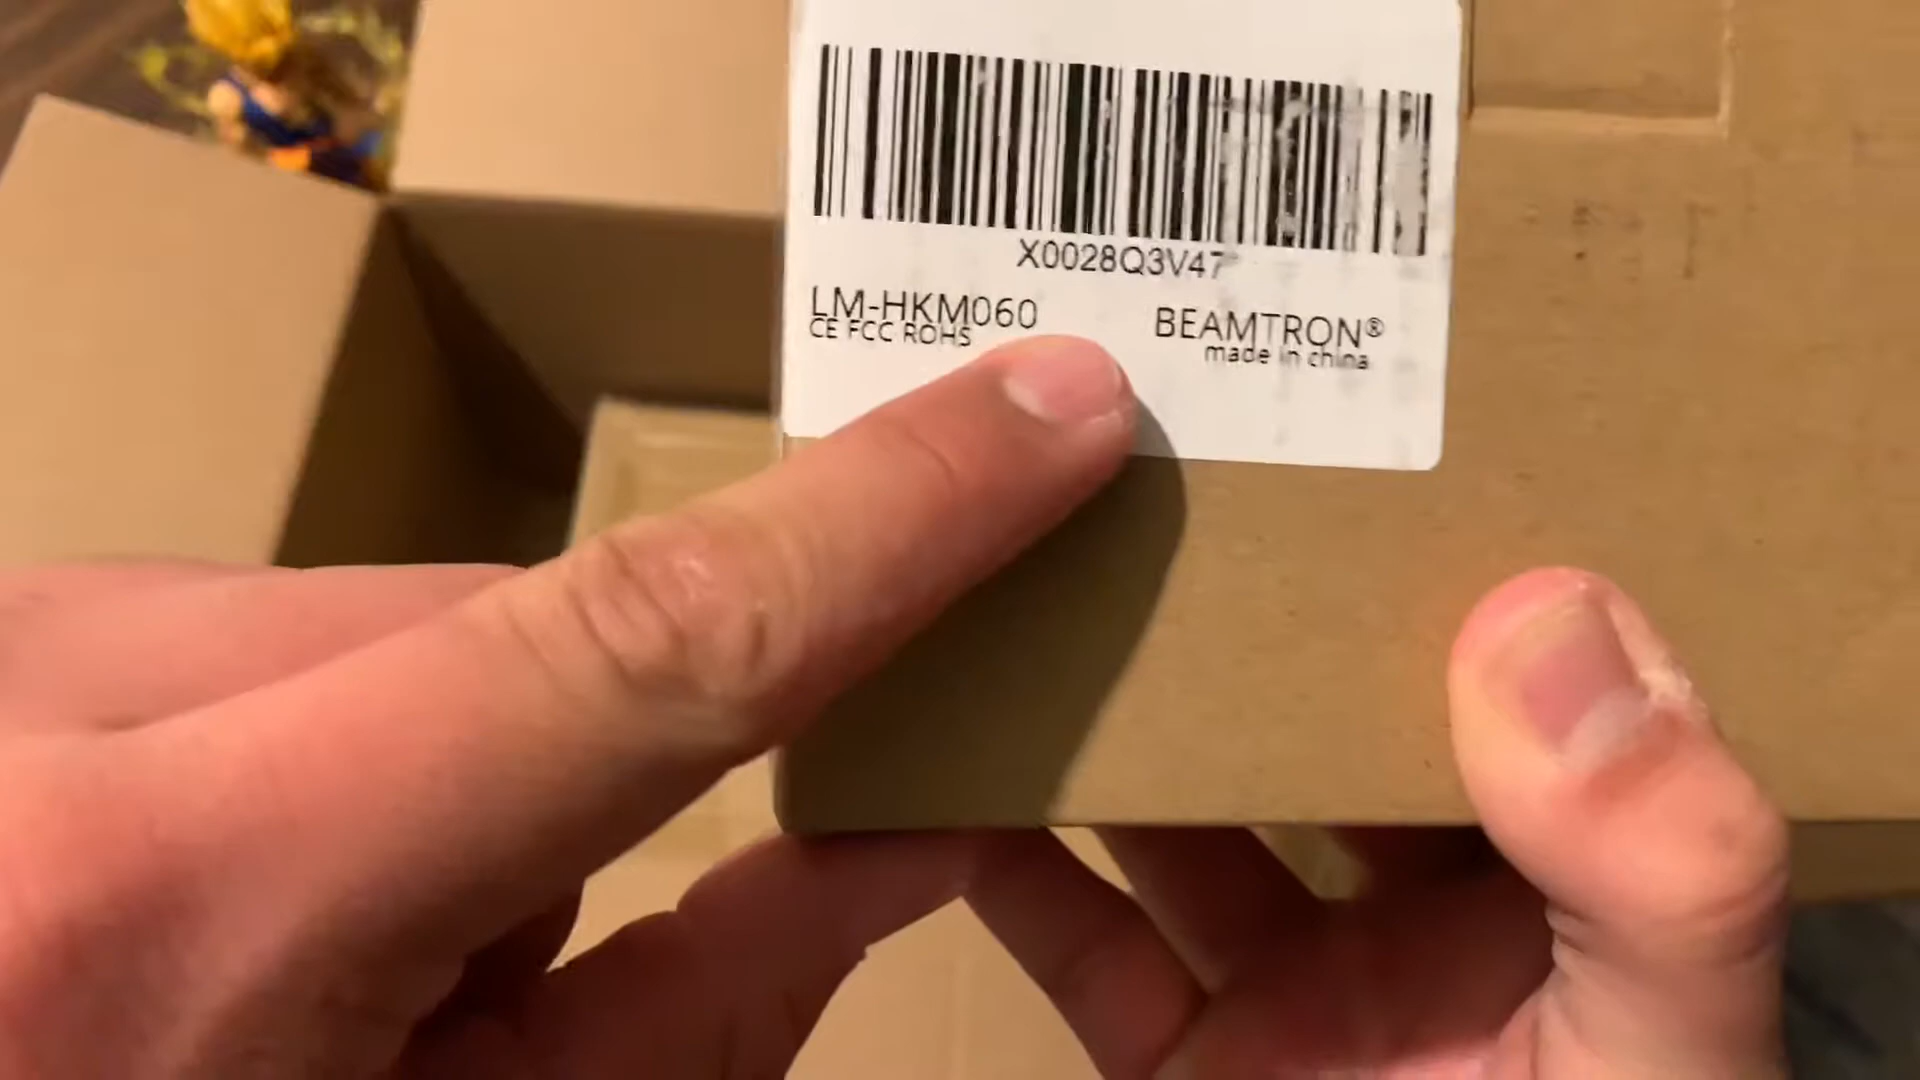 X0028Q3V47
LM-HKM060
CE FCC ROHS
BEAMTRON®
made in china